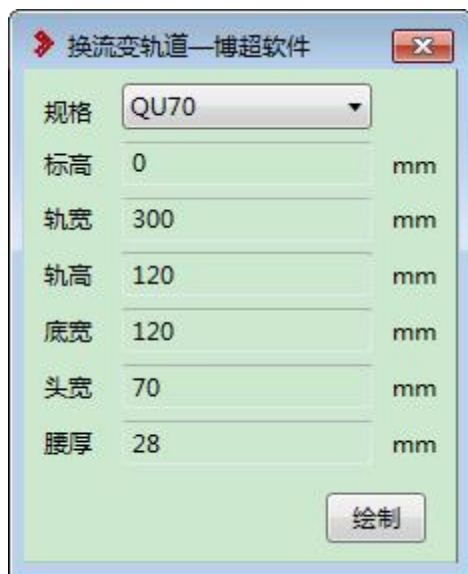 换流变轨道—博超软件
规格 QU70
标高 0 mm
轨宽 300 mm
轨高 120 mm
底宽 120 mm
头宽 70 mm
腰厚 28 mm
绘制